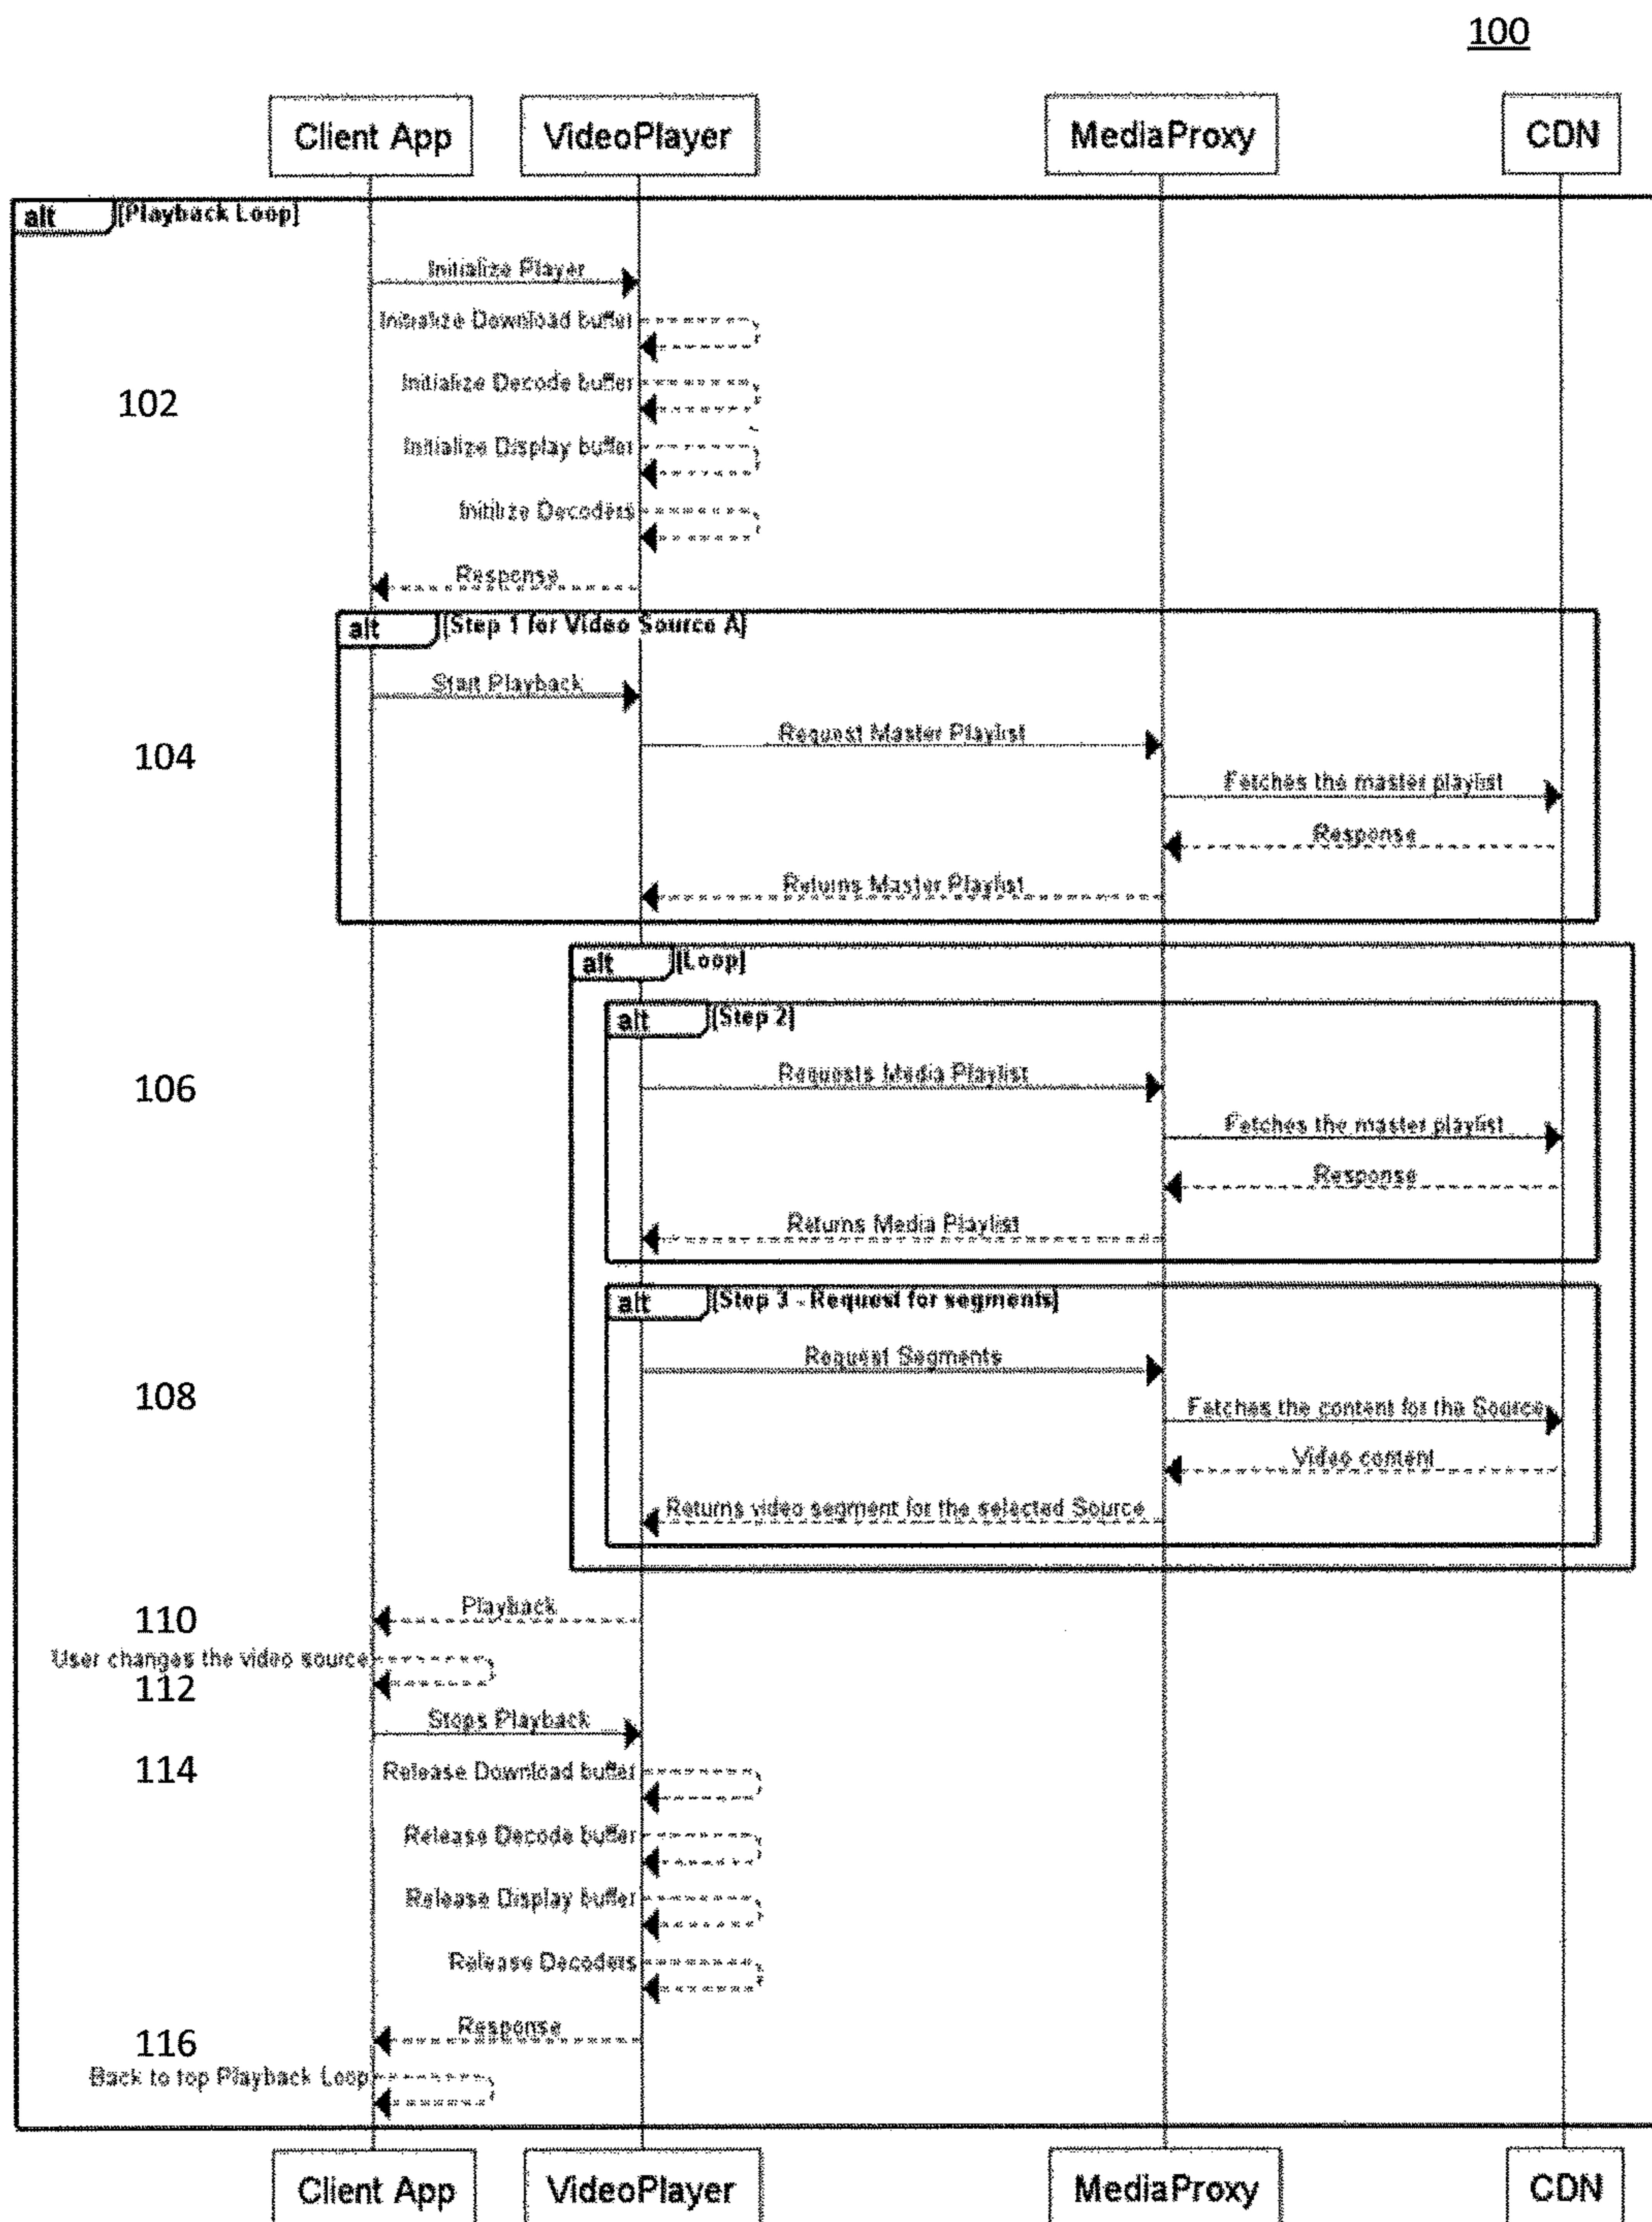 100
Client App
VideoPlayer
MediaProxy
CDN
alt
[Playback Loop]
Initialize Player
Initialize Download buffer
Initialize Decode buffer
102
Initialize Display buffer
Initilize Decoders
Response
alt
[Step 1 for Video Source A]
Start Playback
Request Master Playlist
104
Fetches the master playlist
Response
Returns Master Playlist
alt
[Loop]
alt
[Step 2]
Requests Media Playlist
106
Fetches the master playlist
Response
Returns Media Playlist
alt
[Step 3 - Request for segments]
Request Segments
108
Fetches the content for the Source
Video content
Returns video segment for the selected Source
Playback
110
User changes the video source
112
Stops Playback
114
Release Download buffer
Release Decode buffer
Release Display buffer
Release Decoders
Response
116
Back to top Playback Loop
Client App
VideoPlayer
MediaProxy
CDN